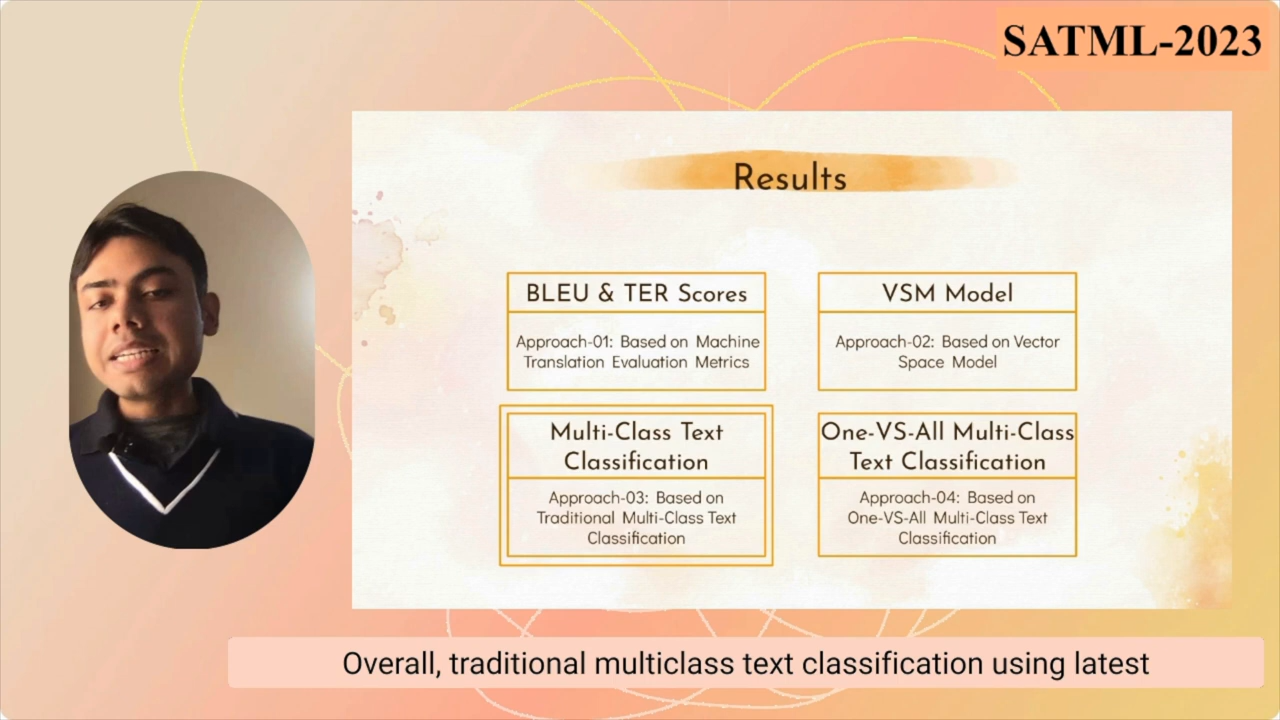 SATML-2023
Results
BLEU & TER Scores
Approach-01: Based on Machine
Translation Evaluation Metrics
VSM Model
Approach-02: Based on Vector
Space Model
Multi-Class Text
Classification
Approach-03: Based on
Traditional Multi-Class Text
Classification
One-VS-All Multi-Class
Text Classification
Approach-04: Based on
One-VS-All Multi-Class Text
Classification
Overall, traditional multiclass text classification using latest